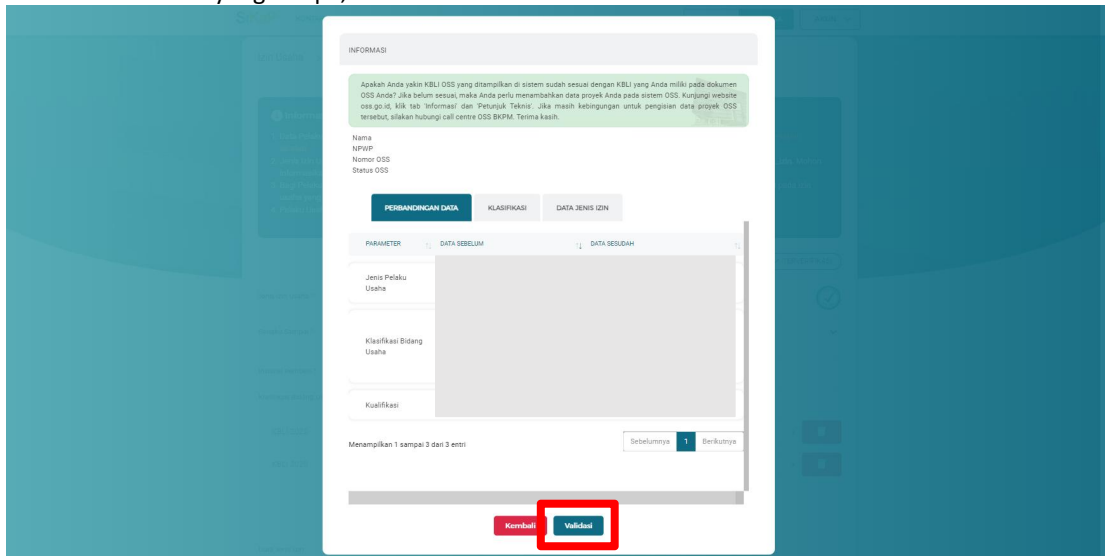 INFORMASI
Apakah Anda yakin KBLI OSS yang ditampilkan di sistem sudah sesuai dengan KBLI yang Anda miliki pada dokumen
OSS Anda? Jika belum sesuai, maka Anda perlu menambahkan data proyek Anda pada sistem OSS. Kunjungi website
oss.go.id, klik tab 'Informasi' dan 'Petunjuk Teknis'. Jika masih kebingungan untuk pengisian data proyek OSS
tersebut, silakan hubungi call centre OSS BKPM. Terima kasih.
Nama
NPWP
Nomor OSS
Status OSS
PERBANDINGAN DATA KLASIFIKASI DATA JENIS IZIN
PARAMETER DATA SEBELUM DATA SESUDAH
Jenis Pelaku
Usaha
Klasifikasi Bidang
Usaha
Kualifikasi
Menampilkan 1 sampai 3 dari 3 entri
Sebelumnya 1 Berikutnya
Kembali Validasi